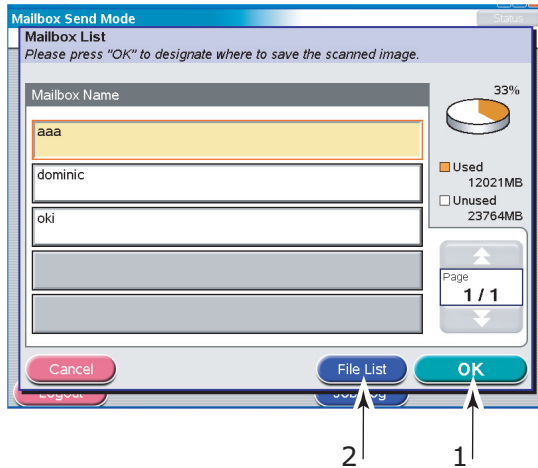 Mailbox Send Mode
Status
Mailbox List
Please press "OK" to designate where to save the scanned image.
Mailbox Name
33%
aaa
Used
12021MB
dominic
Unused
23764MB
oki
Page
1 / 1
Cancel
File List
OK
Logout
Job Log
2
1